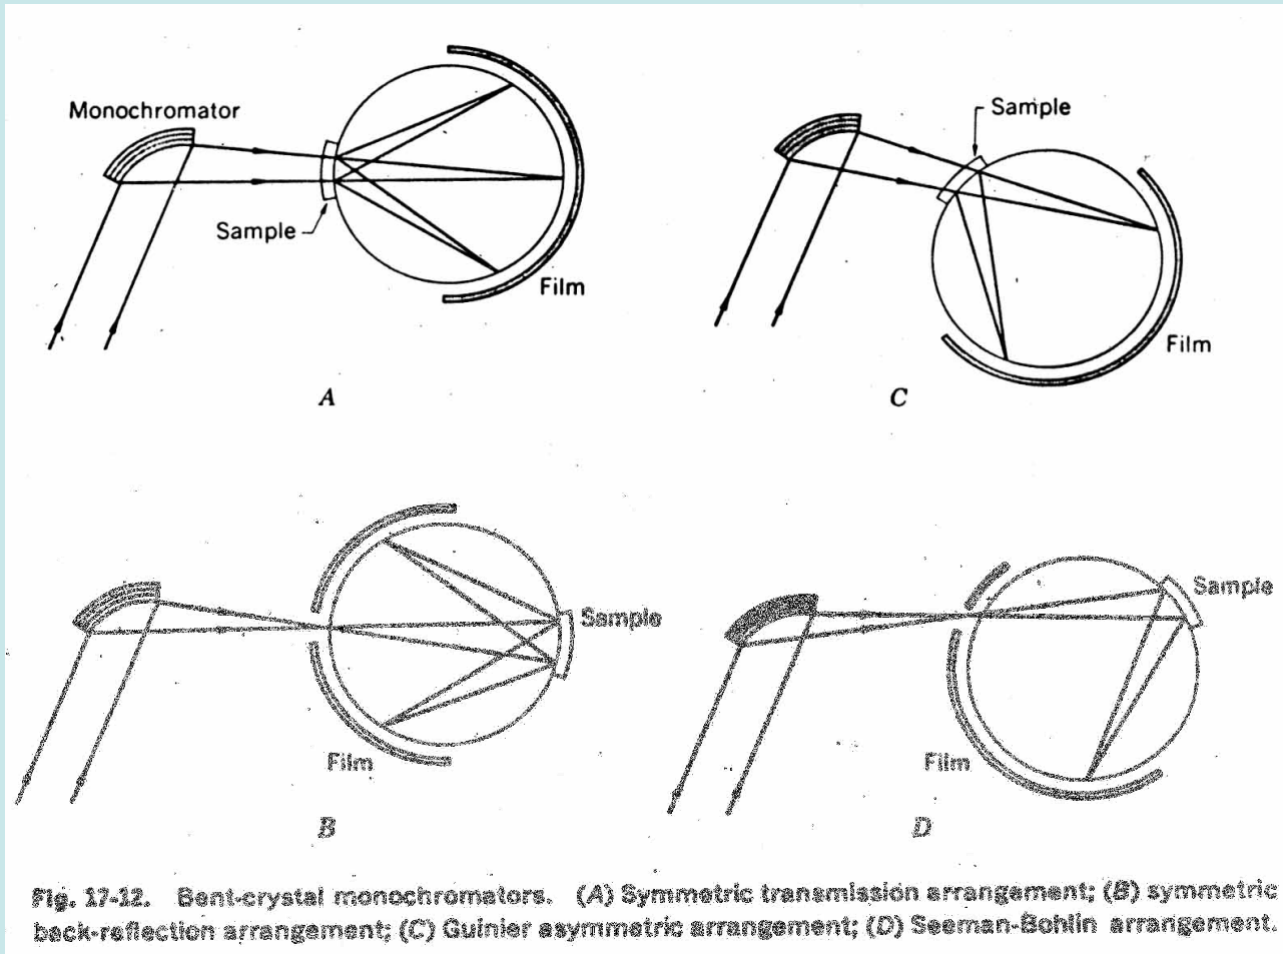 Monochromator
Sample
Film
A
Sample
Film
C
Sample
Film
B
Sample
Film
D
Fig. 17-12. Bent-crystal monochromators. (A) Symmetric transmission arrangement; (B) symmetric
back-reflection arrangement; (C) Guinier asymmetric arrangement; (D) Seeman-Bohlin arrangement.